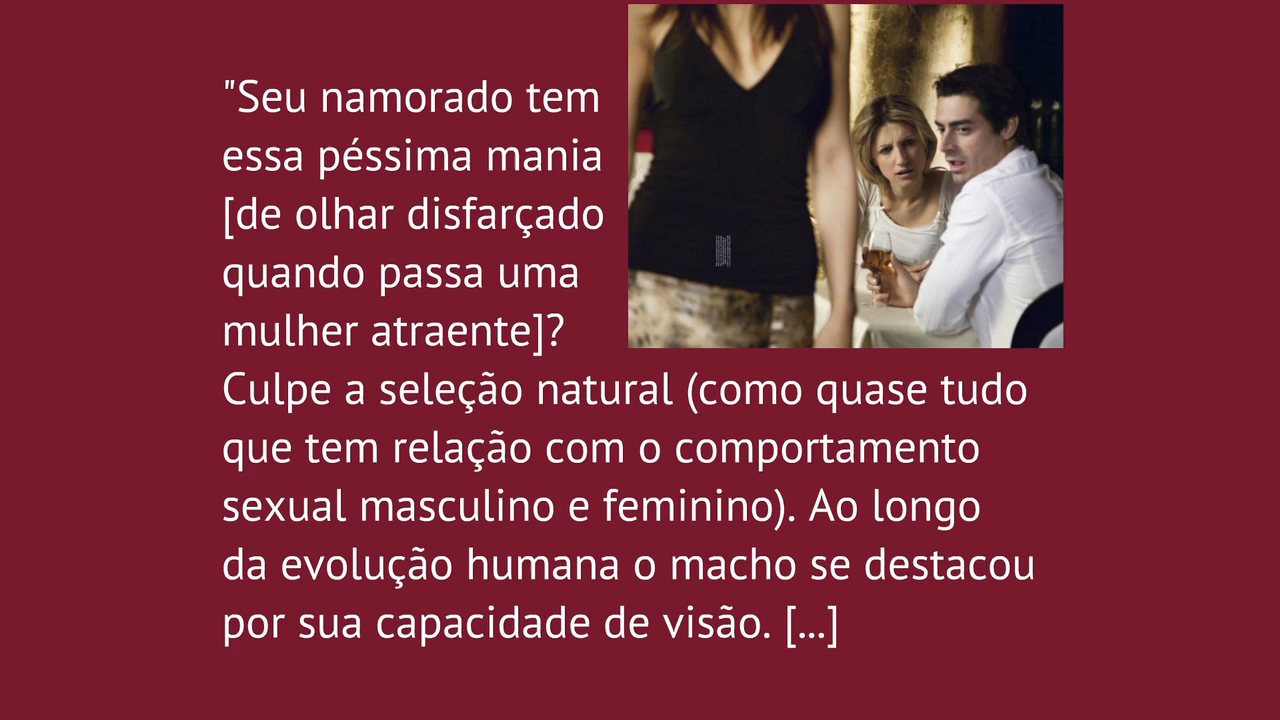 "Seu namorado tem
essa péssima mania
[de olhar disfarçado
quando passa uma
mulher atraente]?
Culpe a seleção natural (como quase tudo
que tem relação com o comportamento
sexual masculino e feminino). Ao longo
da evolução humana o macho se destacou
por sua capacidade de visão. [...]